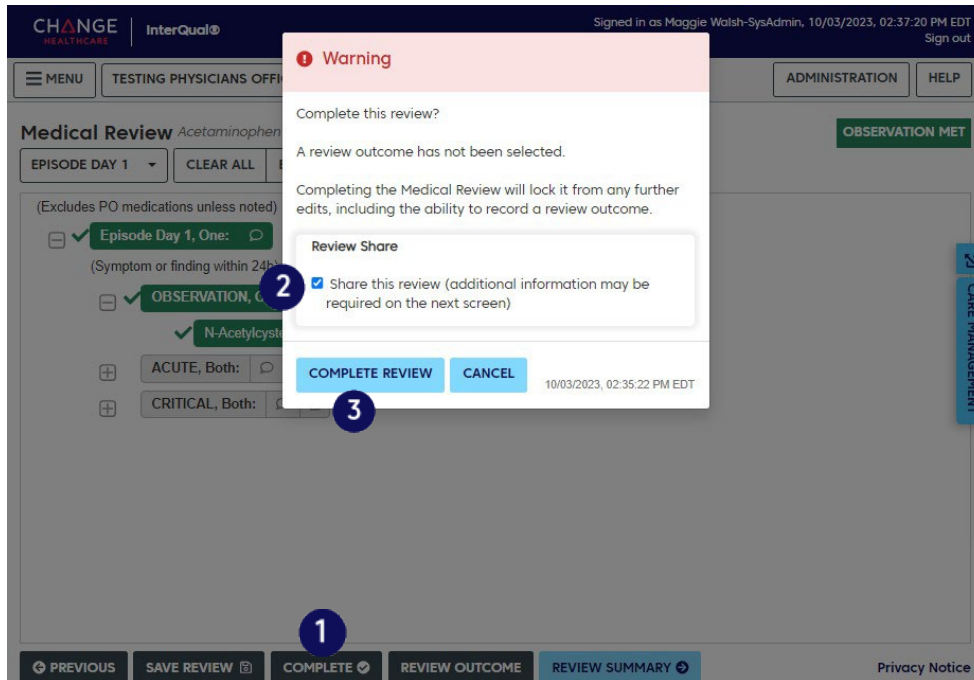 CHANGE
HEALTHCARE
InterQual®
Signed in as Maggie Walsh-SysAdmin, 10/03/2023, 02:37:20 PM EDT
Sign out
MENU
TESTING PHYSICIANS
ADMINISTRATION
HELP
Warning
Complete this review?
A review outcome has not been selected.
Completing the Medical Review will lock it from any further
edits, including the ability to record a review outcome.
Review Share
2
Share this review (additional information may be
required on the next screen)
COMPLETE REVIEW
CANCEL
10/03/2023, 02:35:22 PM EDT
3
Medical Review Acetaminophen
OBSERVATION MET
EPISODE DAY 1
CLEAR ALL
(Excludes PO medications unless noted)
Episode Day 1, One:
(Symptom or finding within 24h)
OBSERVATION,
ACUTE, Both:
CRITICAL, Both:
CARE MANAGEMENT
1
PREVIOUS
SAVE REVIEW
COMPLETE
REVIEW OUTCOME
REVIEW SUMMARY
Privacy Notice